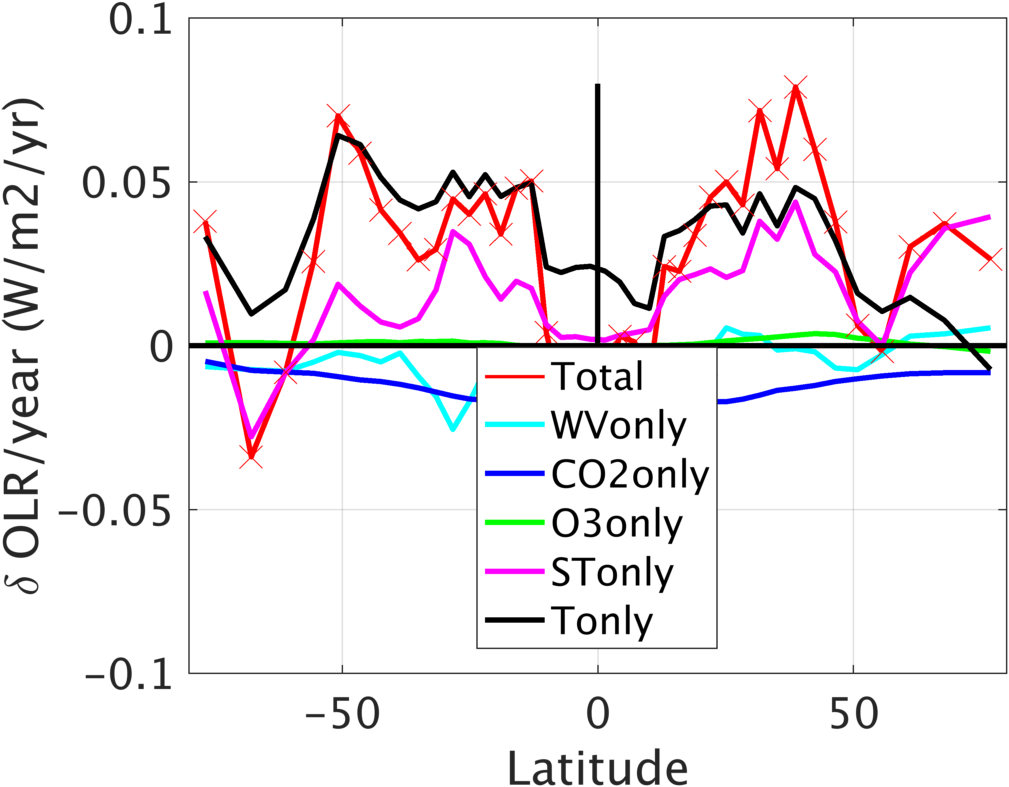 δ OLR/year (W/m2/yr)
0.1
0.05
0
-0.05
-0.1
Total
WVonly
CO2only
O3only
STonly
Tonly
-50
0
50
Latitude